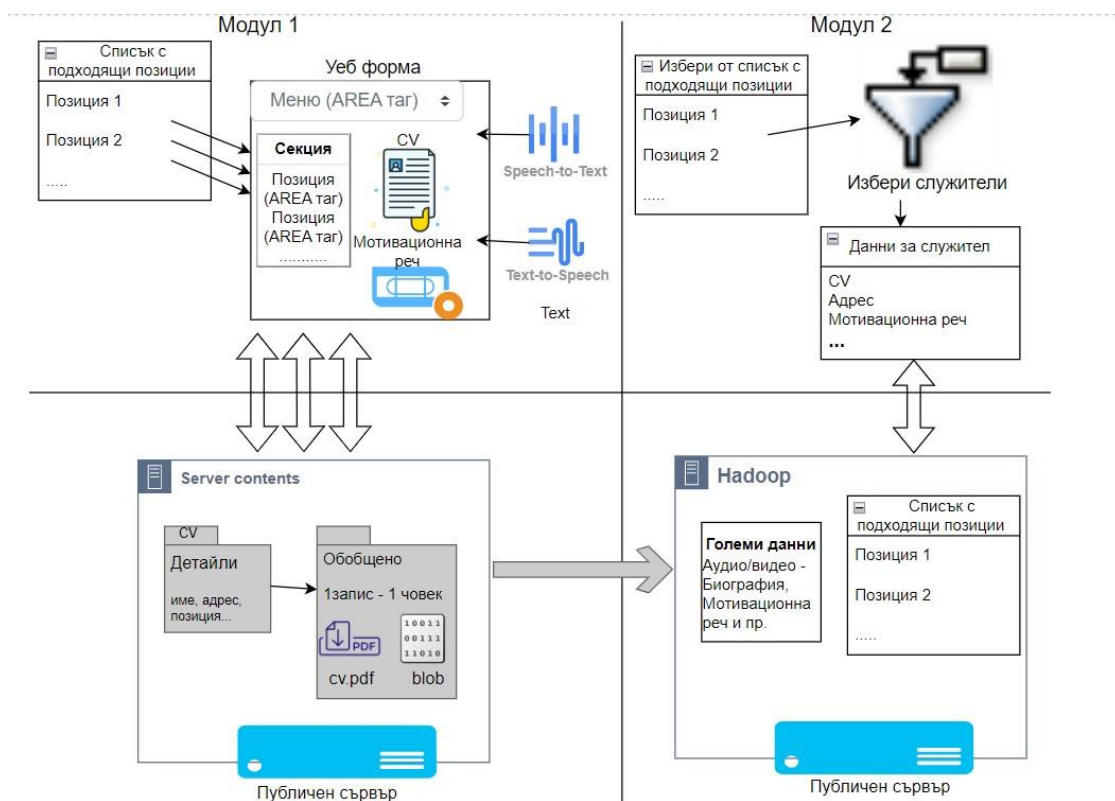 Модул 1
Списък с
подходящи позиции
Позиция 1
Позиция 2
.....
Уеб форма
Меню (AREA таг)
Секция
Позиция
(AREA таг)
Позиция
(AREA таг)
...........
CV
Мотивационна
реч
Speech-to-Text
Text-to-Speech
Text
Модул 2
Избери от списък с
подходящи позиции
Позиция 1
Позиция 2
.....
Избери служители
Данни за служител
CV
Адрес
Мотивационна реч
...
Server contents
CV
Детайли
име, адрес,
позиция...
Обобщено
1запис - 1 човек
PDF
cv.pdf
10011
00111
11010
blob
Публичен сървър
Hadoop
Големи данни
Аудио/видео -
Биография,
Мотивационна
реч и пр.
Списък с
подходящи позиции
Позиция 1
Позиция 2
.....
Публичен сървър